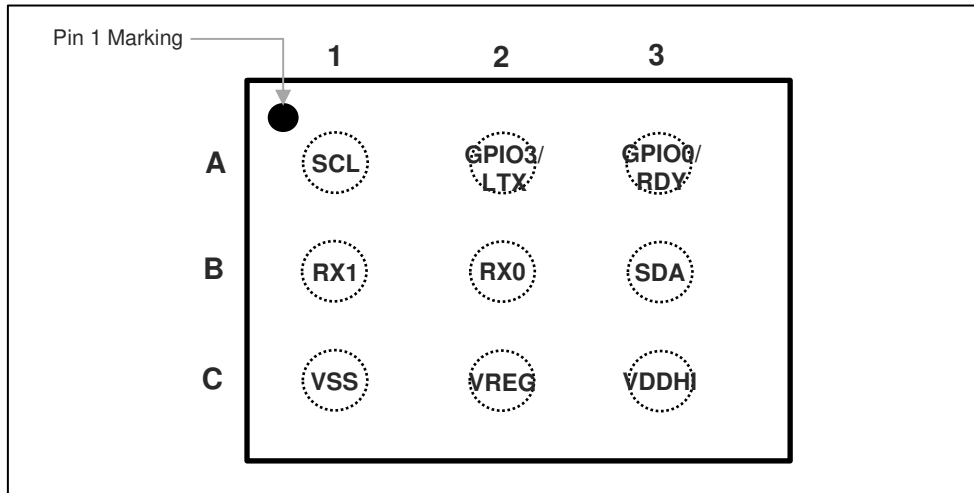 Pin 1 Marking
1 2 3
A SCL GPIO3/
LTX GPIO0/
RDY
B RX1 RX0 SDA
C VSS VREG VDDHI